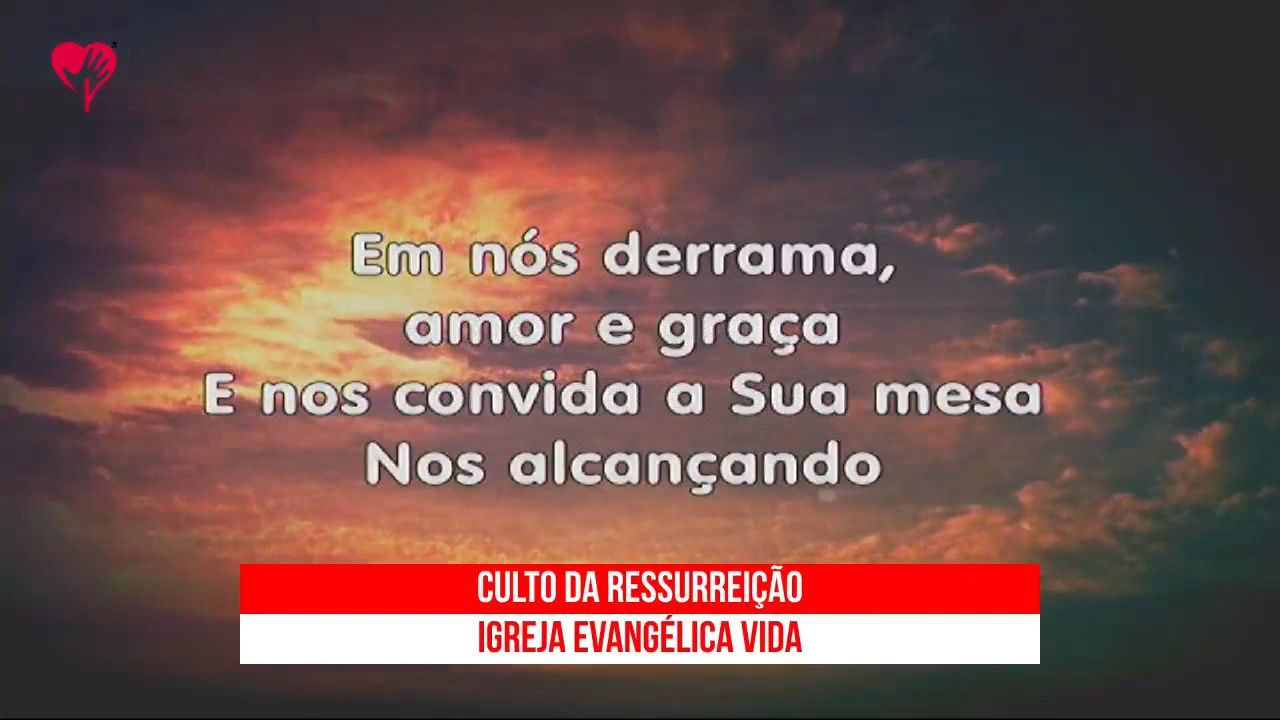 Em nós derrama,
amor e graça
E nos convida a Sua mesa
Nos alcançando
CULTO DA RESSURREIÇÃO
IGREJA EVANGÉLICA VIDA